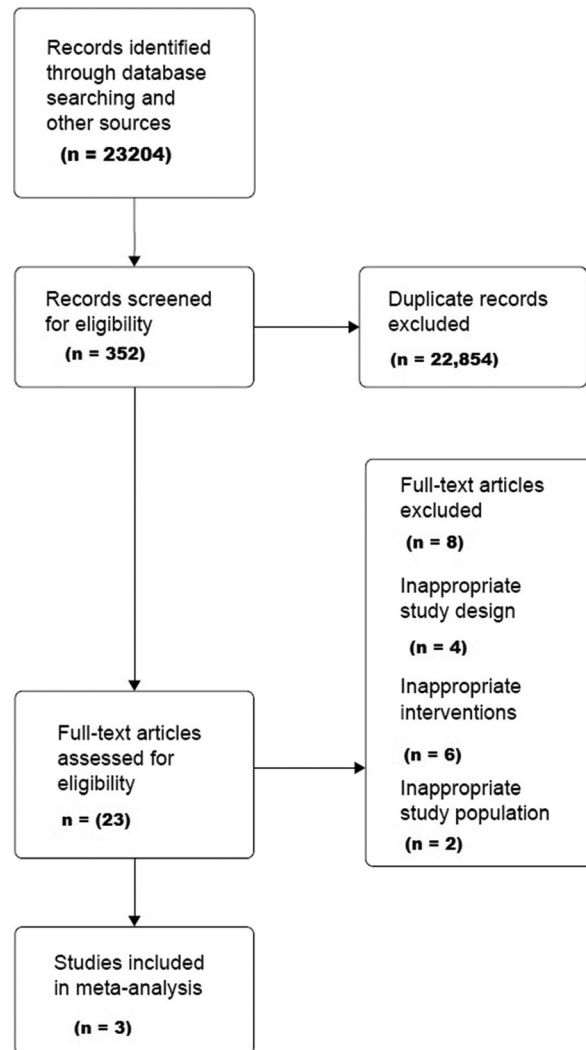 Records identified
through database
searching and
other sources
(n = 23204)
Records screened
for eligibility
(n = 352)
Duplicate records
excluded
(n = 22,854)
Full-text articles
excluded
(n = 8)
Inappropriate
study design
(n = 4)
Inappropriate
interventions
(n = 6)
Inappropriate
study population
(n = 2)
Full-text articles
assessed for
eligibility
n = (23)
Studies included
in meta-analysis
(n = 3)